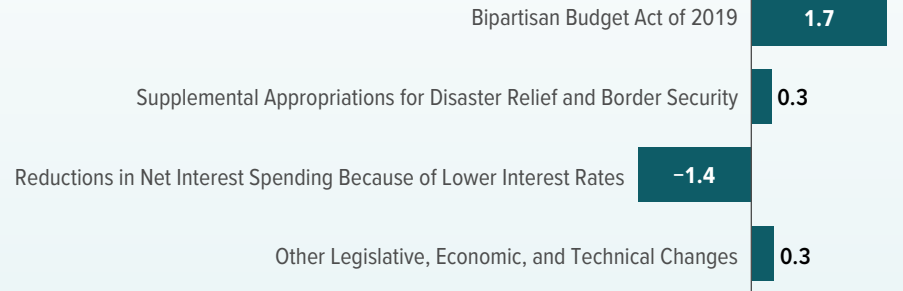 Bipartisan Budget Act of 2019 1.7
Supplemental Appropriations for Disaster Relief and Border Security 0.3
Reductions in Net Interest Spending Because of Lower Interest Rates −1.4
Other Legislative, Economic, and Technical Changes 0.3